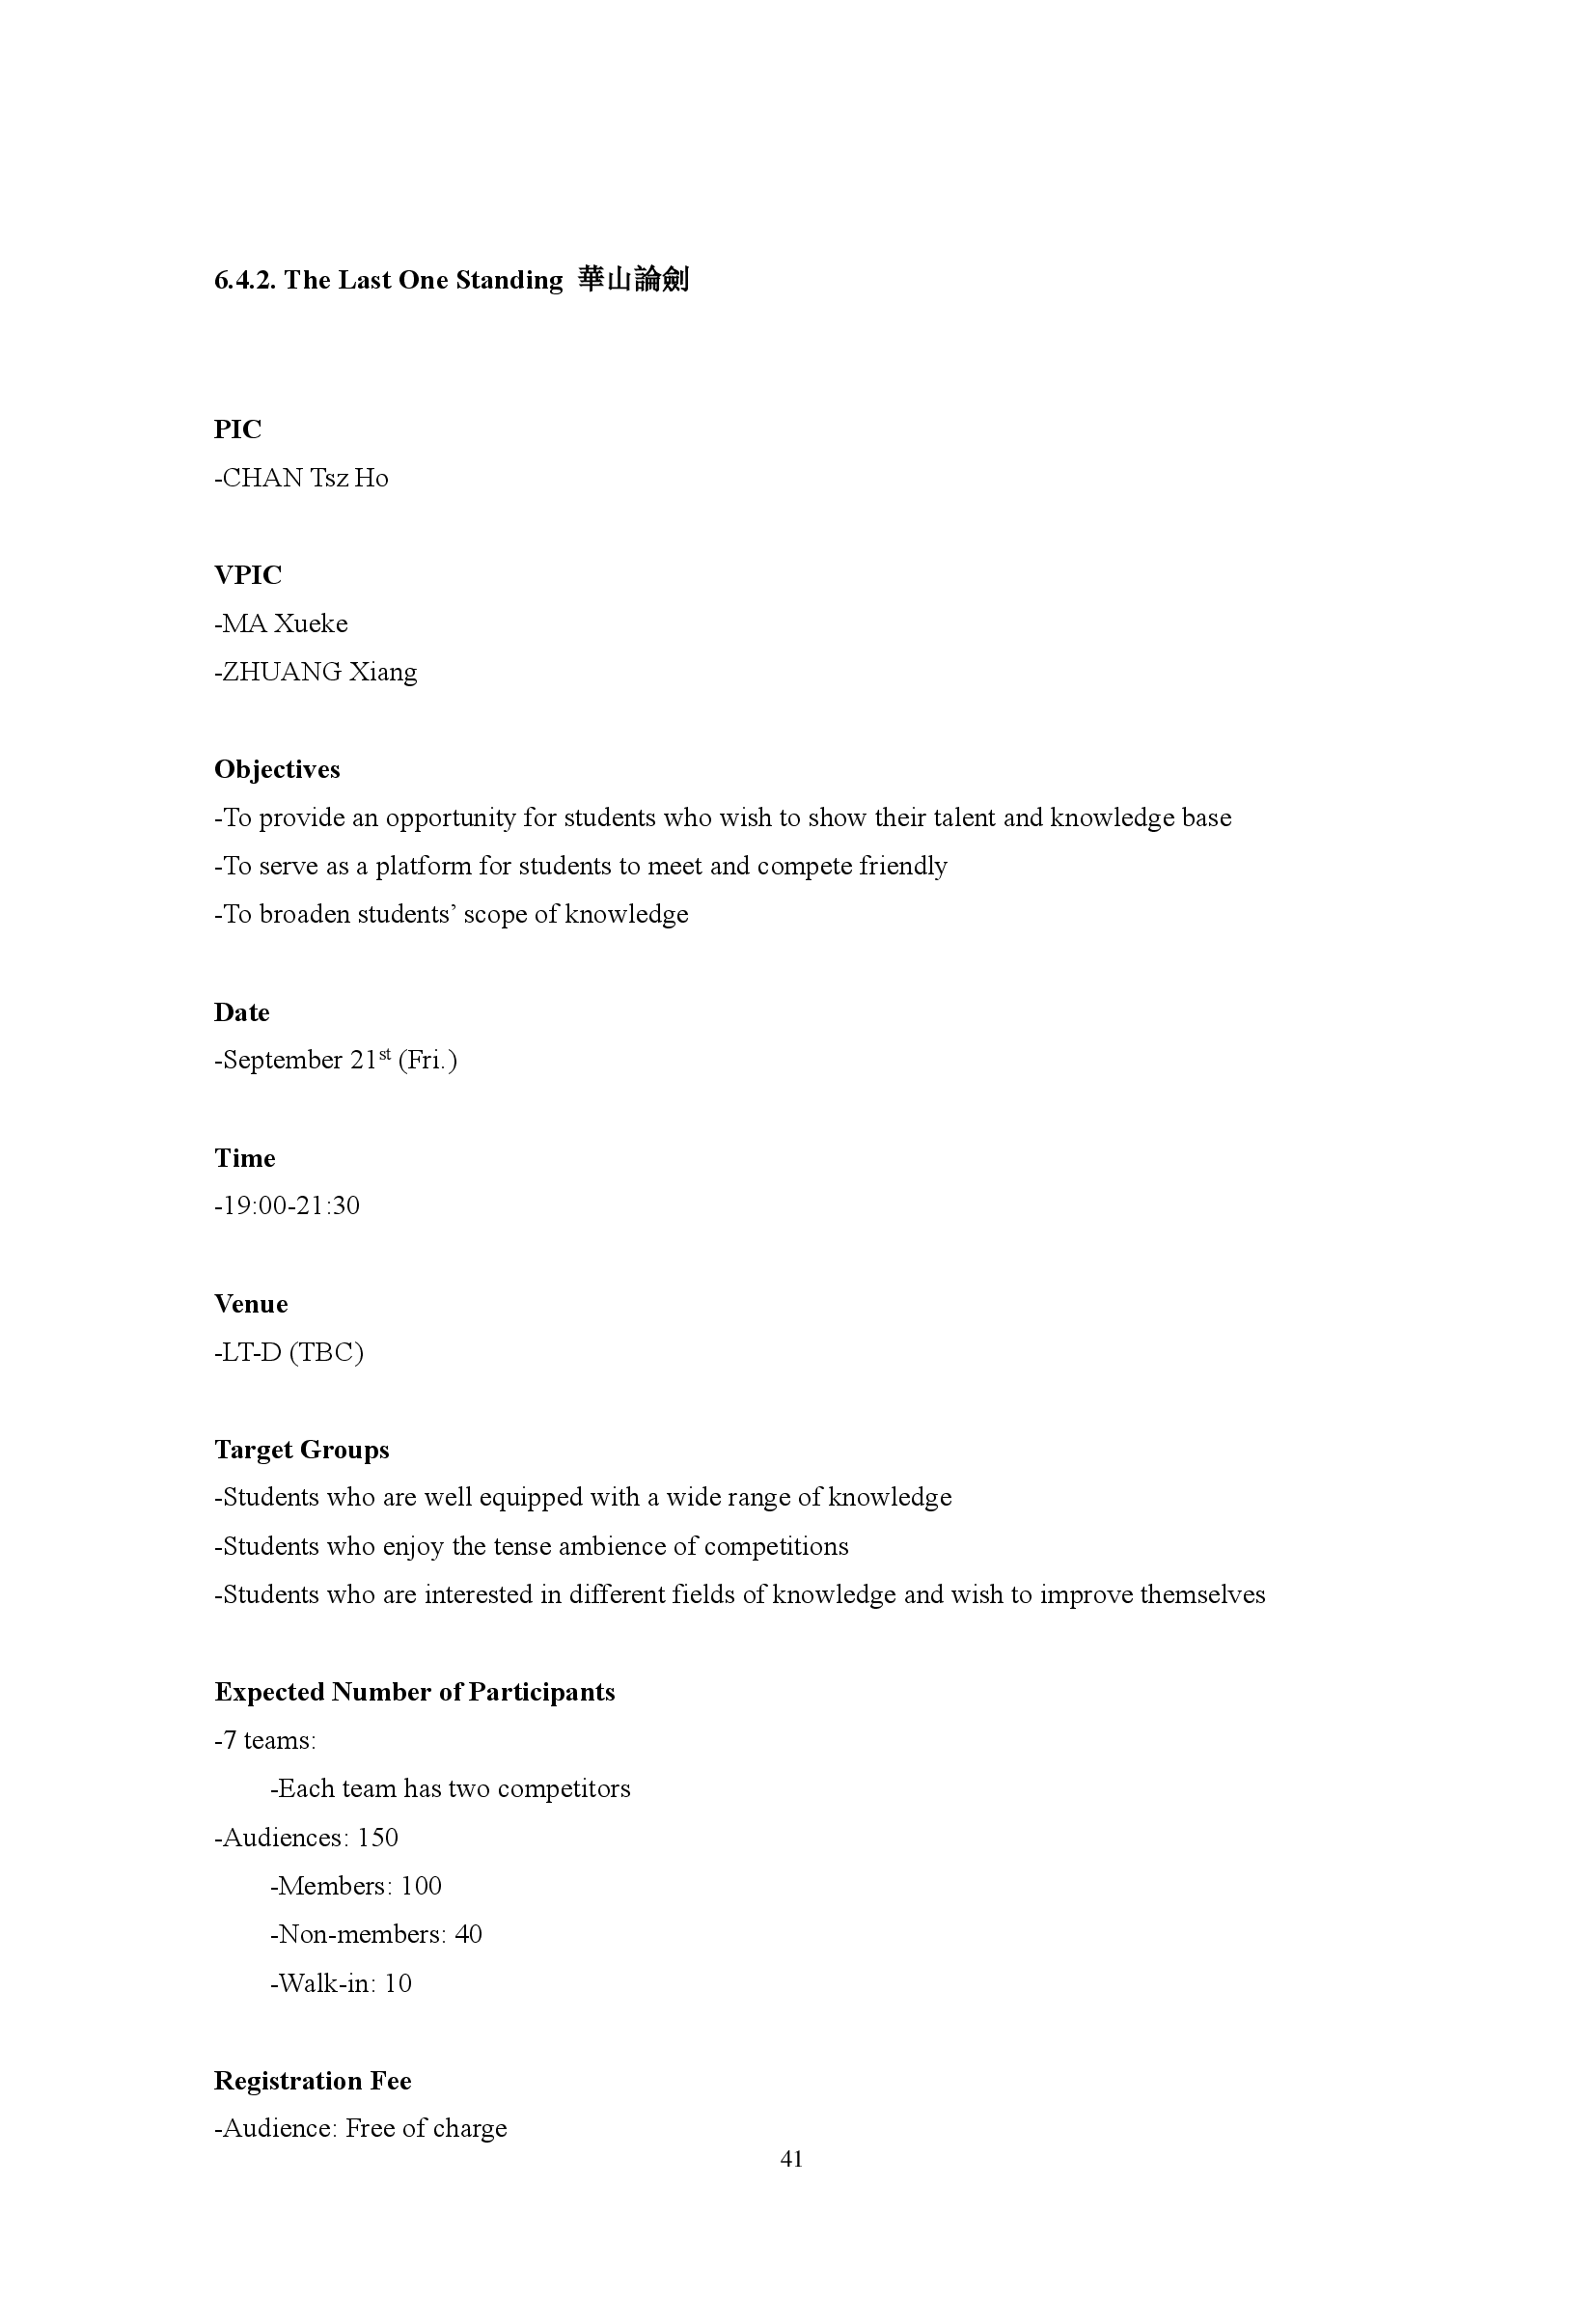 6.4.2. The Last One Standing 華山論劍
PIC
-CHAN Tsz Ho
VPIC
-MA Xueke
-ZHUANG Xiang
Objectives
-To provide an opportunity for students who wish to show their talent and knowledge base
-To serve as a platform for students to meet and compete friendly
-To broaden students’ scope of knowledge
Date
-September 21st (Fri.)
Time
-19:00-21:30
Venue
-LT-D (TBC)
Target Groups
-Students who are well equipped with a wide range of knowledge
-Students who enjoy the tense ambience of competitions
-Students who are interested in different fields of knowledge and wish to improve themselves
Expected Number of Participants
-7 teams:
-Each team has two competitors
-Audiences: 150
-Members: 100
-Non-members: 40
-Walk-in: 10
Registration Fee
-Audience: Free of charge
41